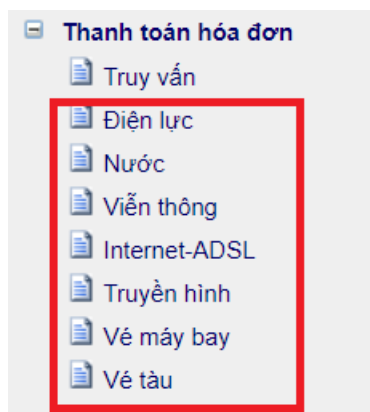 Thanh toán hóa đơn
Truy vấn
Điện lực
Nước
Viễn thông
Internet-ADSL
Truyền hình
Vé máy bay
Vé tàu